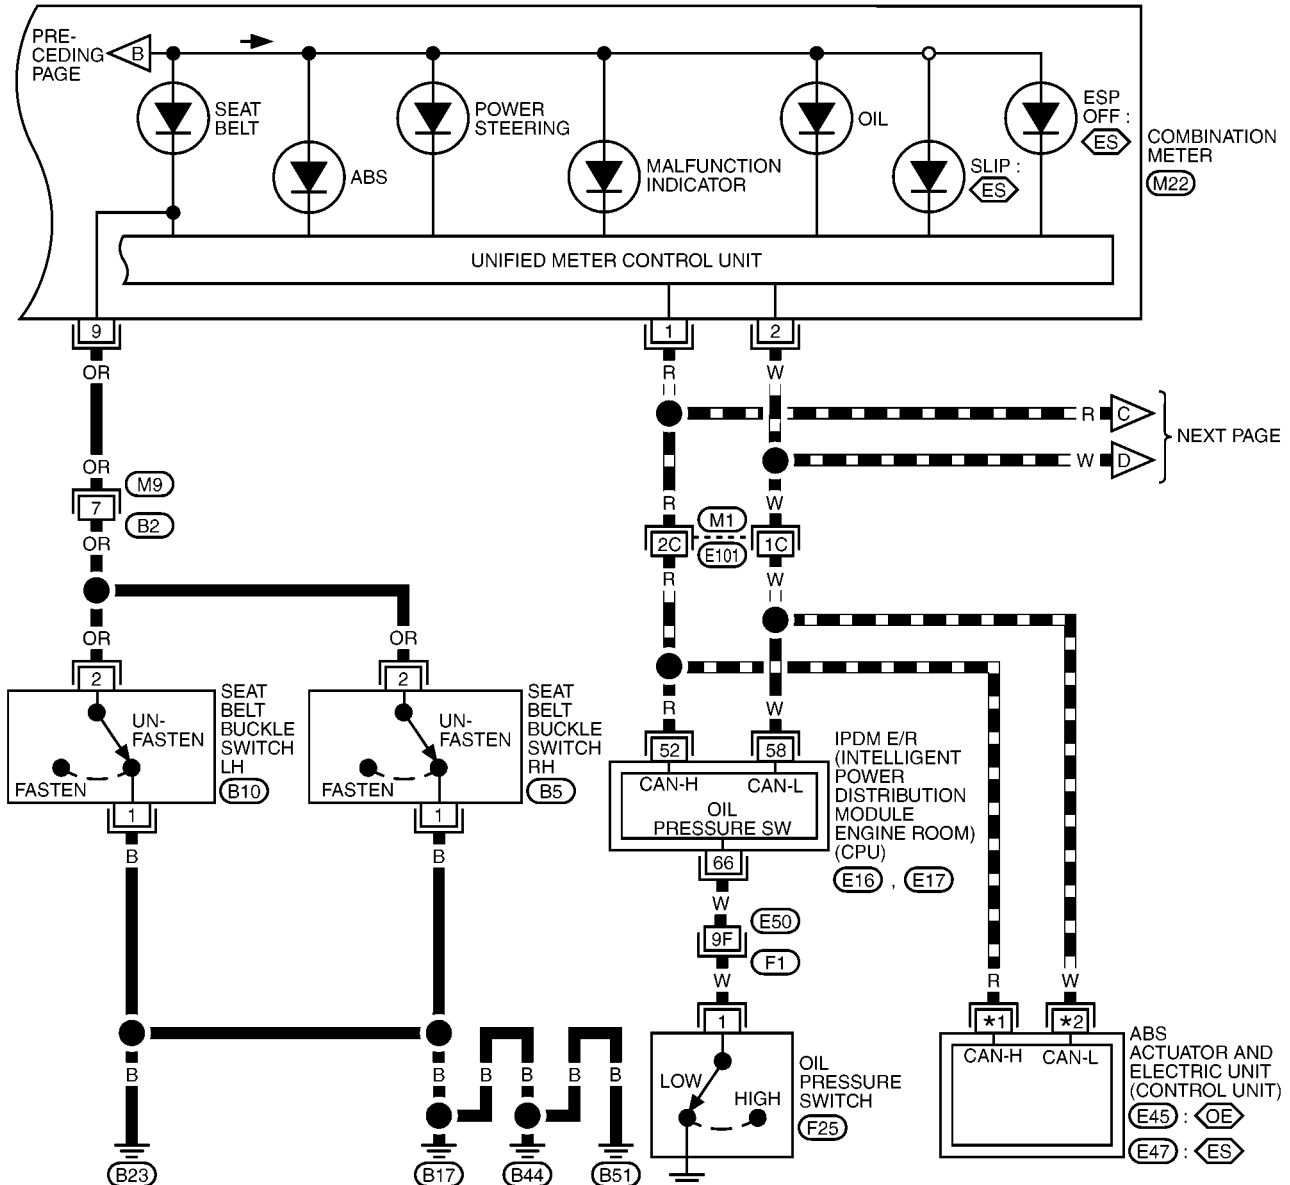 PRE-
CEDING
PAGE
B
SEAT
BELT
ABS
POWER
STEERING
MALFUNCTION
INDICATOR
OIL
SLIP :
ES
ESP
OFF :
ES
COMBINATION
METER
M22
UNIFIED METER CONTROL UNIT
9
1
2
OR
R
W
R
C
W
D
NEXT PAGE
OR
M9
7
B2
OR
R
W
M1
2C
1C
E101
R
W
OR
OR
2
2
UN-
FASTEN
FASTEN
SEAT
BELT
BUCKLE
SWITCH
LH
B10
UN-
FASTEN
FASTEN
SEAT
BELT
BUCKLE
SWITCH
RH
B5
1
1
B
B
R
W
52
58
CAN-H
CAN-L
OIL
PRESSURE SW
66
IPDM E/R
(INTELLIGENT
POWER
DISTRIBUTION
MODULE
ENGINE ROOM)
(CPU)
E16 , E17
W
E50
9F
F1
W
1
LOW
HIGH
OIL
PRESSURE
SWITCH
F25
R
W
*1
*2
CAN-H
CAN-L
ABS
ACTUATOR AND
ELECTRIC UNIT
(CONTROL UNIT)
E45 : OE
E47 : ES
B
B
B
B
B
B
B23
B17
B44
B51